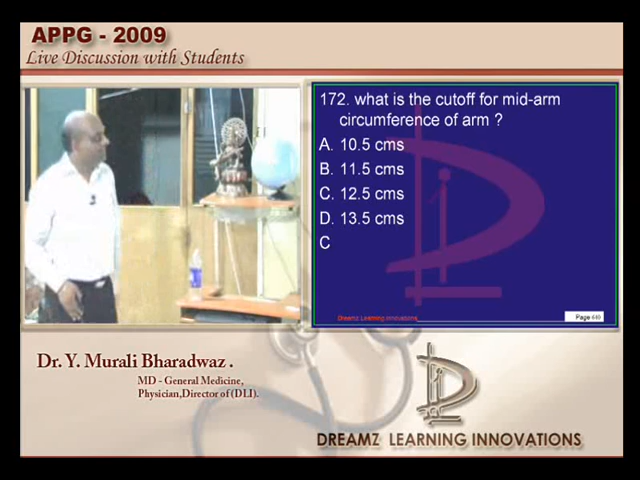 APPG - 2009
Live Discussion with Students
172. what is the cutoff for mid-arm
circumference of arm ?
A. 10.5 cms
B. 11.5 cms
C. 12.5 cms
D. 13.5 cms
C
Dreamz Learning Innovations
Page 449
Dr. Y. Murali Bharadwaz .
MD - General Medicine,
Physician,Director of (DLI).
DREAMZ LEARNING INNOVATIONS